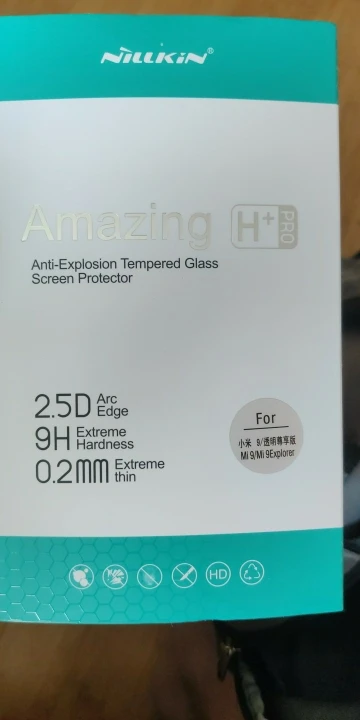 NILLKIN®
Amazing H+ PRO
Anti-Explosion Tempered Glass
Screen Protector
2.5D Arc Edge
9H Extreme Hardness
0.2mm Extreme thin
For
小米 9/透明尊享版
Mi 9/Mi 9Explorer
HD